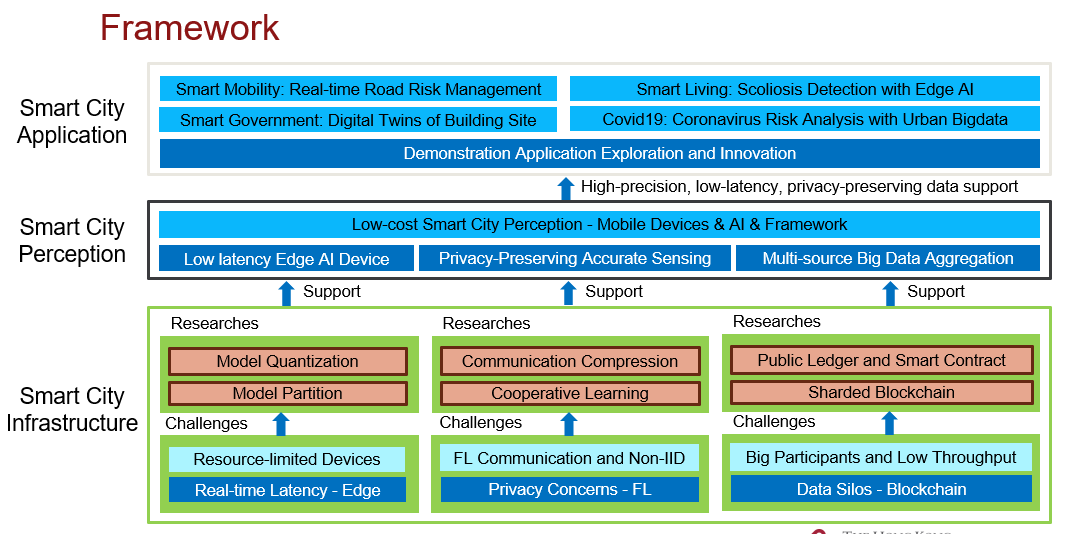 Framework
Smart City
Application
Smart Mobility: Real-time Road Risk Management
Smart Living: Scoliosis Detection with Edge AI
Smart Government: Digital Twins of Building Site
Covid19: Coronavirus Risk Analysis with Urban Bigdata
Demonstration Application Exploration and Innovation
High-precision, low-latency, privacy-preserving data support
Smart City
Perception
Low-cost Smart City Perception - Mobile Devices & AI & Framework
Low latency Edge AI Device
Privacy-Preserving Accurate Sensing
Multi-source Big Data Aggregation
Support
Support
Support
Smart City
Infrastructure
Researches
Model Quantization
Model Partition
Challenges
Resource-limited Devices
Real-time Latency - Edge
Researches
Communication Compression
Cooperative Learning
Challenges
FL Communication and Non-IID
Privacy Concerns - FL
Researches
Public Ledger and Smart Contract
Sharded Blockchain
Challenges
Big Participants and Low Throughput
Data Silos - Blockchain